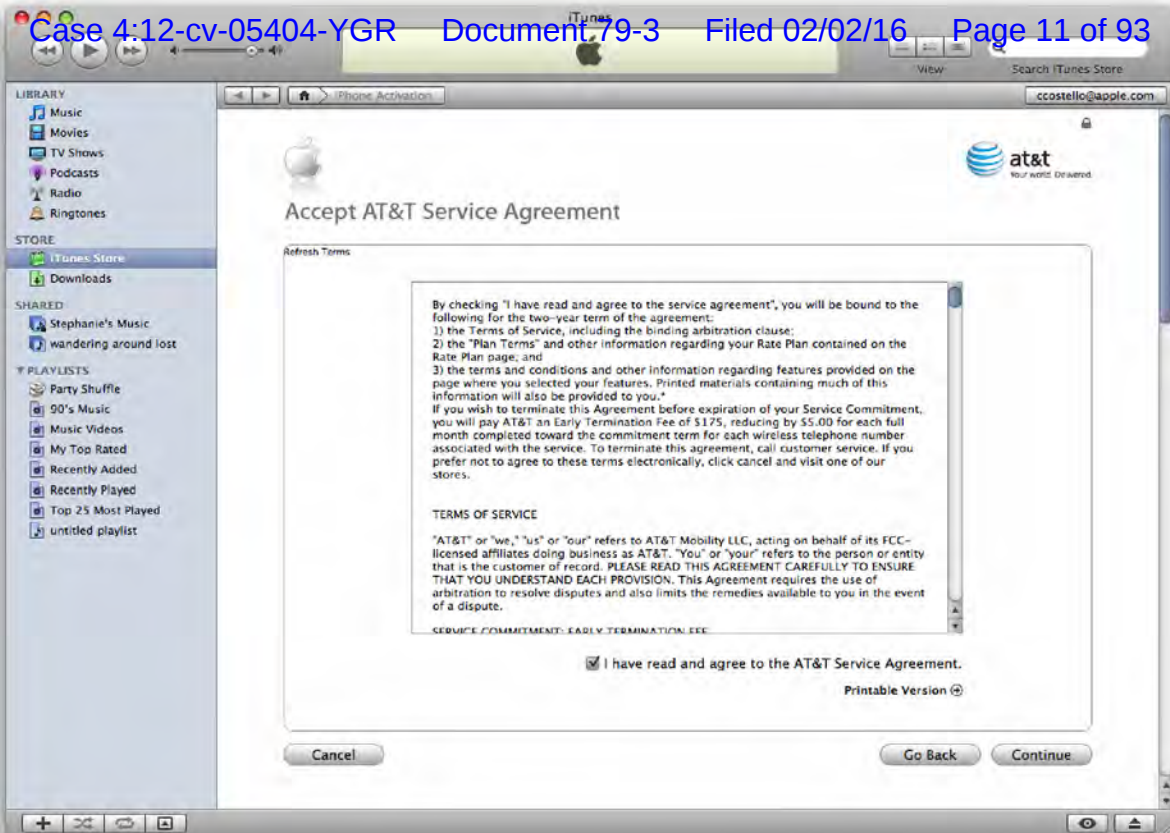 Case 4:12-cv-05404-YGR Document 79-3 Filed 02/02/16 Page 11 of 93
iTunes
View
Search iTunes Store
LIBRARY
Music
Movies
TV Shows
Podcasts
Radio
Ringtones
STORE
iTunes Store
Downloads
SHARED
Stephanie's Music
wandering around lost
PLAYLISTS
Party Shuffle
90's Music
Music Videos
My Top Rated
Recently Added
Recently Played
Top 25 Most Played
untitled playlist
iPhone Activation
ccostello@apple.com
at&t
Your world. Delivered.
Accept AT&T Service Agreement
Refresh Terms
By checking "I have read and agree to the service agreement", you will be bound to the
following for the two-year term of the agreement:
1) the Terms of Service, including the binding arbitration clause;
2) the "Plan Terms" and other information regarding your Rate Plan contained on the
Rate Plan page; and
3) the terms and conditions and other information regarding features provided on the
page where you selected your features. Printed materials containing much of this
information will also be provided to you.*
If you wish to terminate this Agreement before expiration of your Service Commitment,
you will pay AT&T an Early Termination Fee of $175, reducing by $5.00 for each full
month completed toward the commitment term for each wireless telephone number
associated with the service. To terminate this agreement, call customer service. If you
prefer not to agree to these terms electronically, click cancel and visit one of our
stores.
TERMS OF SERVICE
"AT&T" or "we," "us" or "our" refers to AT&T Mobility LLC, acting on behalf of its FCC-
licensed affiliates doing business as AT&T. "You" or "your" refers to the person or entity
that is the customer of record. PLEASE READ THIS AGREEMENT CAREFULLY TO ENSURE
THAT YOU UNDERSTAND EACH PROVISION. This Agreement requires the use of
arbitration to resolve disputes and also limits the remedies available to you in the event
of a dispute.
SERVICE COMMITMENT; EARLY TERMINATION FEE
I have read and agree to the AT&T Service Agreement.
Printable Version
Cancel
Go Back
Continue